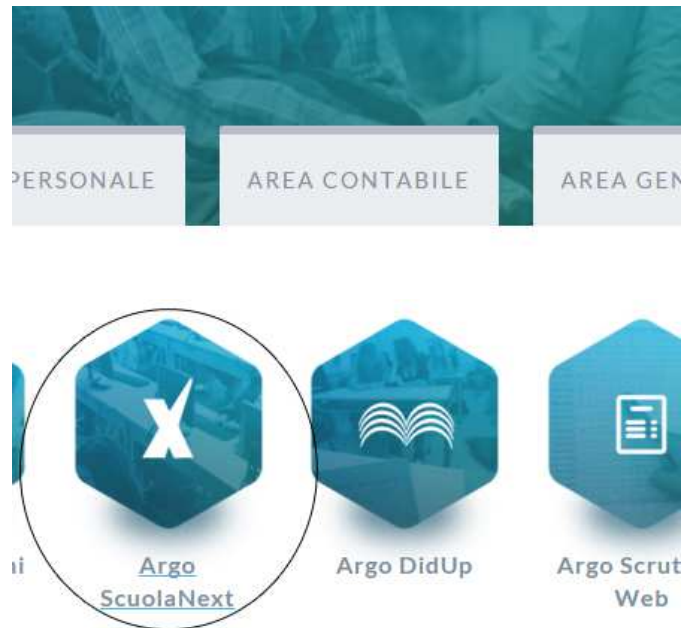 PERSONALE
AREA CONTABILE
AREA GEN
Argo
ScuolaNext
Argo DidUp
Argo Scrut
Web